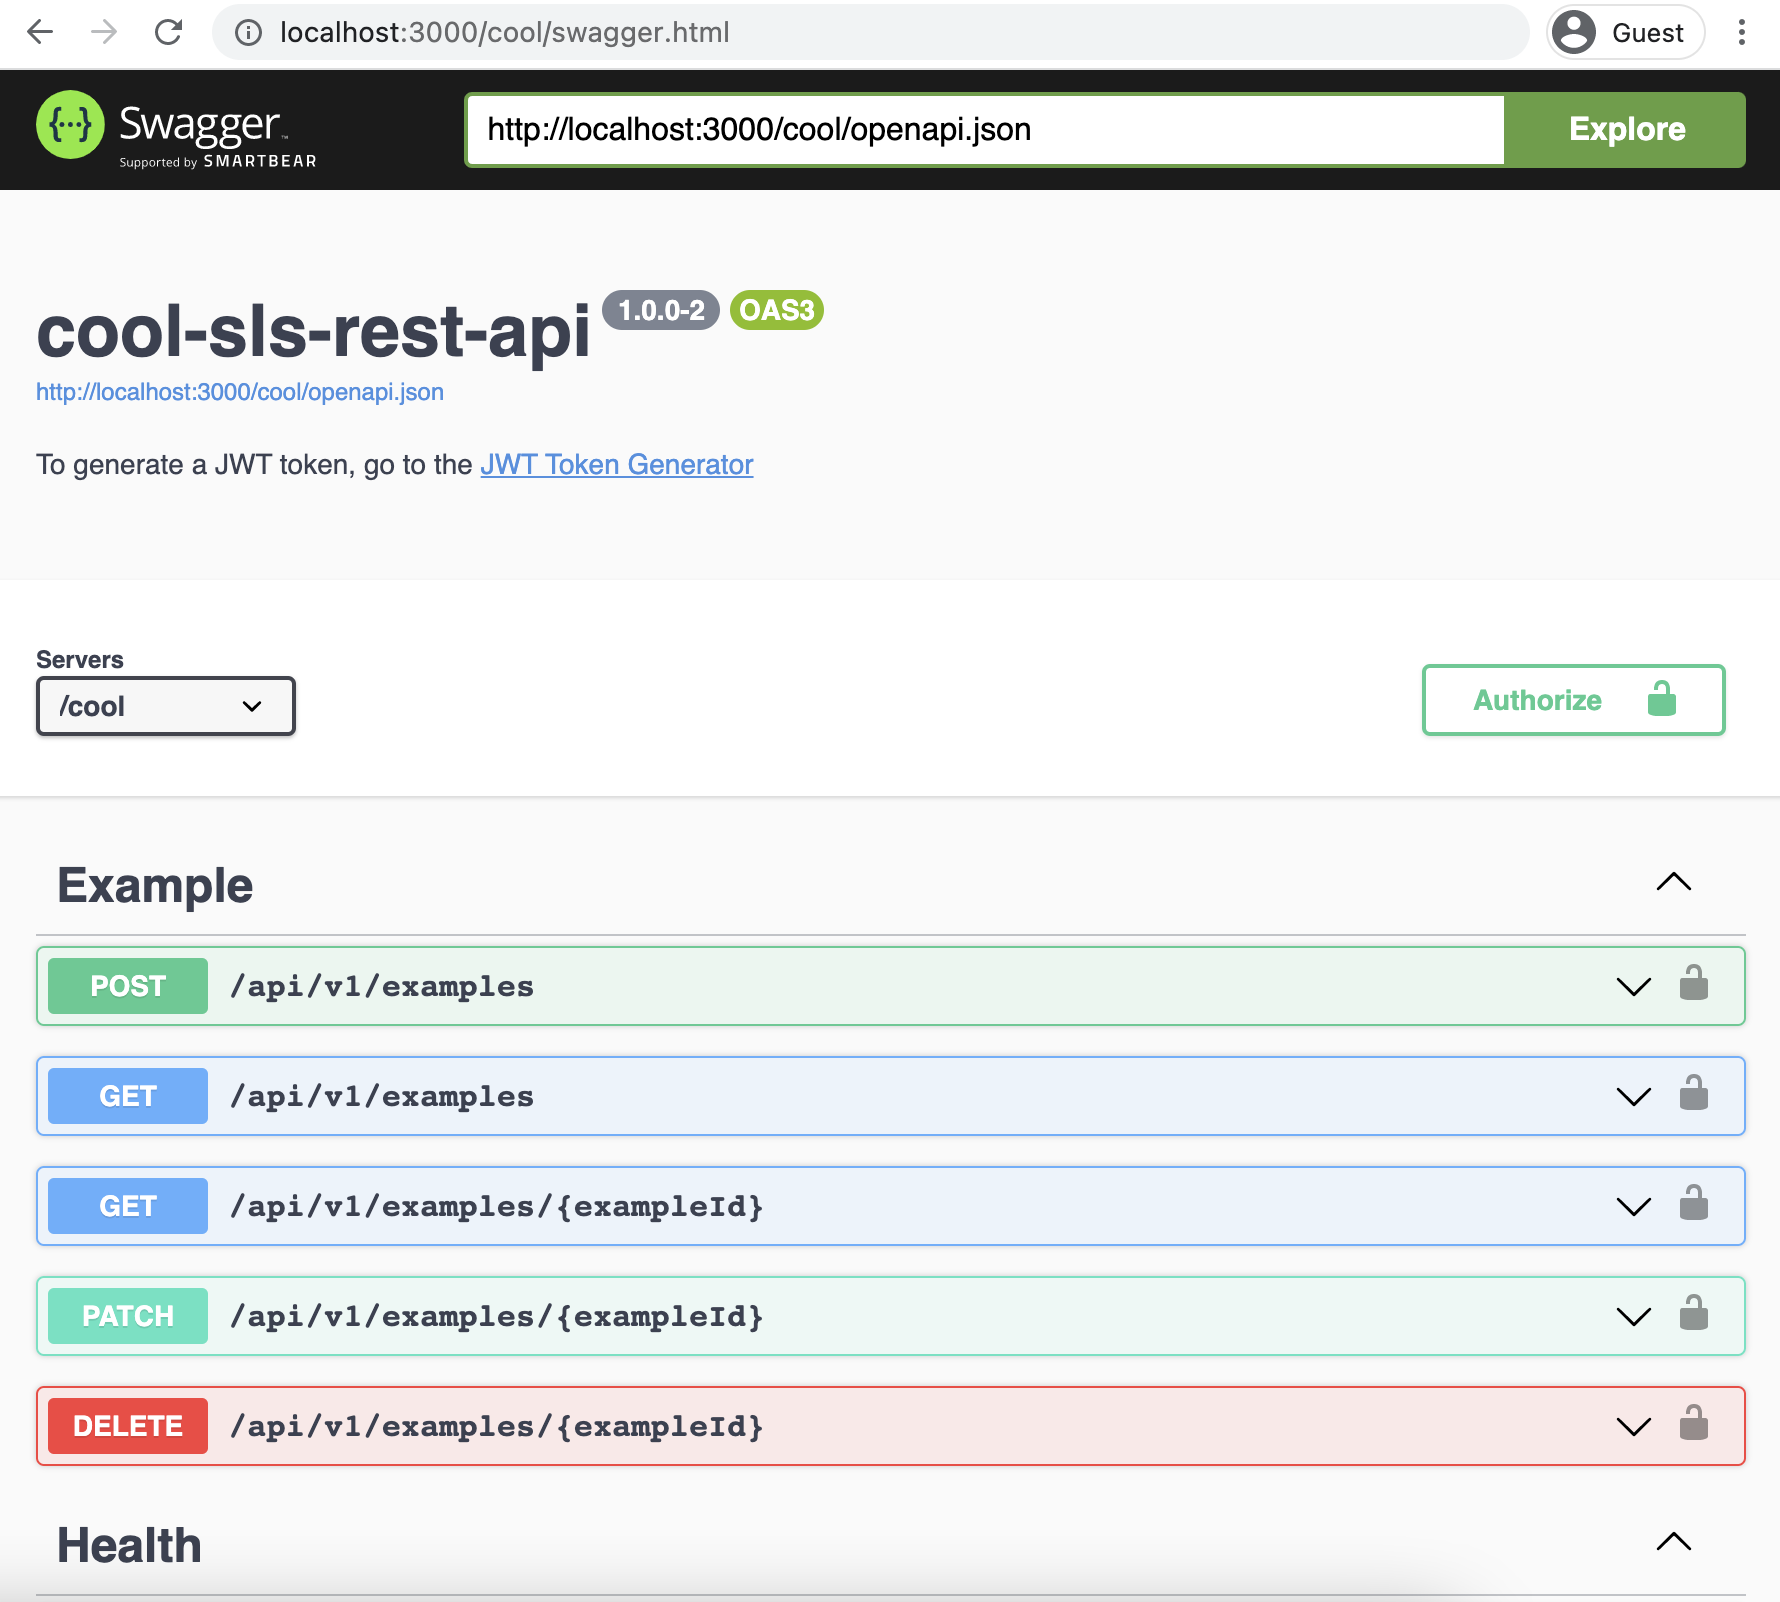 localhost:3000/cool/swagger.html
Guest
{···} Swagger™
Supported by SMARTBEAR
http://localhost:3000/cool/openapi.json
Explore
cool-sls-rest-api 1.0.0-2 OAS3
http://localhost:3000/cool/openapi.json
To generate a JWT token, go to the JWT Token Generator
Servers
/cool
Authorize
Example
POST /api/v1/examples
GET /api/v1/examples
GET /api/v1/examples/{exampleId}
PATCH /api/v1/examples/{exampleId}
DELETE /api/v1/examples/{exampleId}
Health